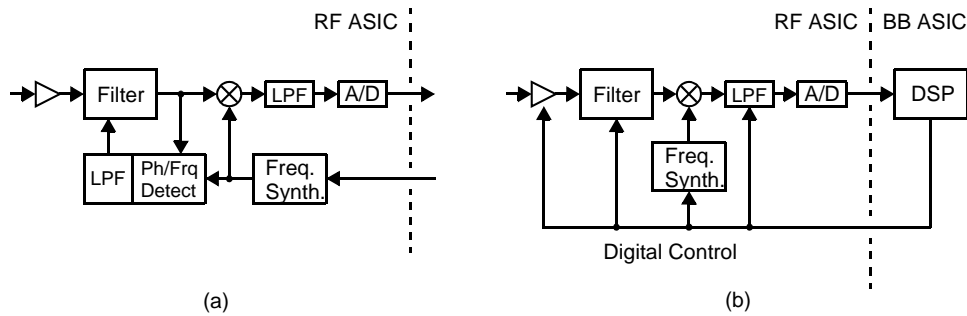 RF ASIC
Filter
LPF
A/D
LPF
Ph/Frq
Detect
Freq.
Synth.
(a)
RF ASIC
BB ASIC
Filter
LPF
A/D
DSP
Freq.
Synth.
Digital Control
(b)